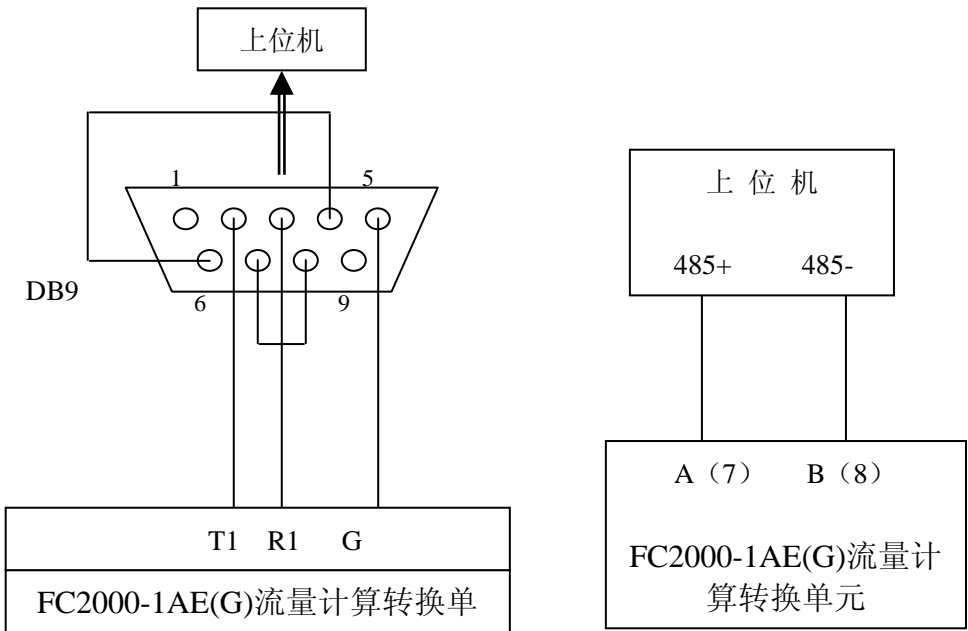 上位机
1
5
DB9
6
9
T1 R1 G
FC2000-1AE(G)流量计算转换单
上 位 机
485+ 485-
A（7） B（8）
FC2000-1AE(G)流量计
算转换单元